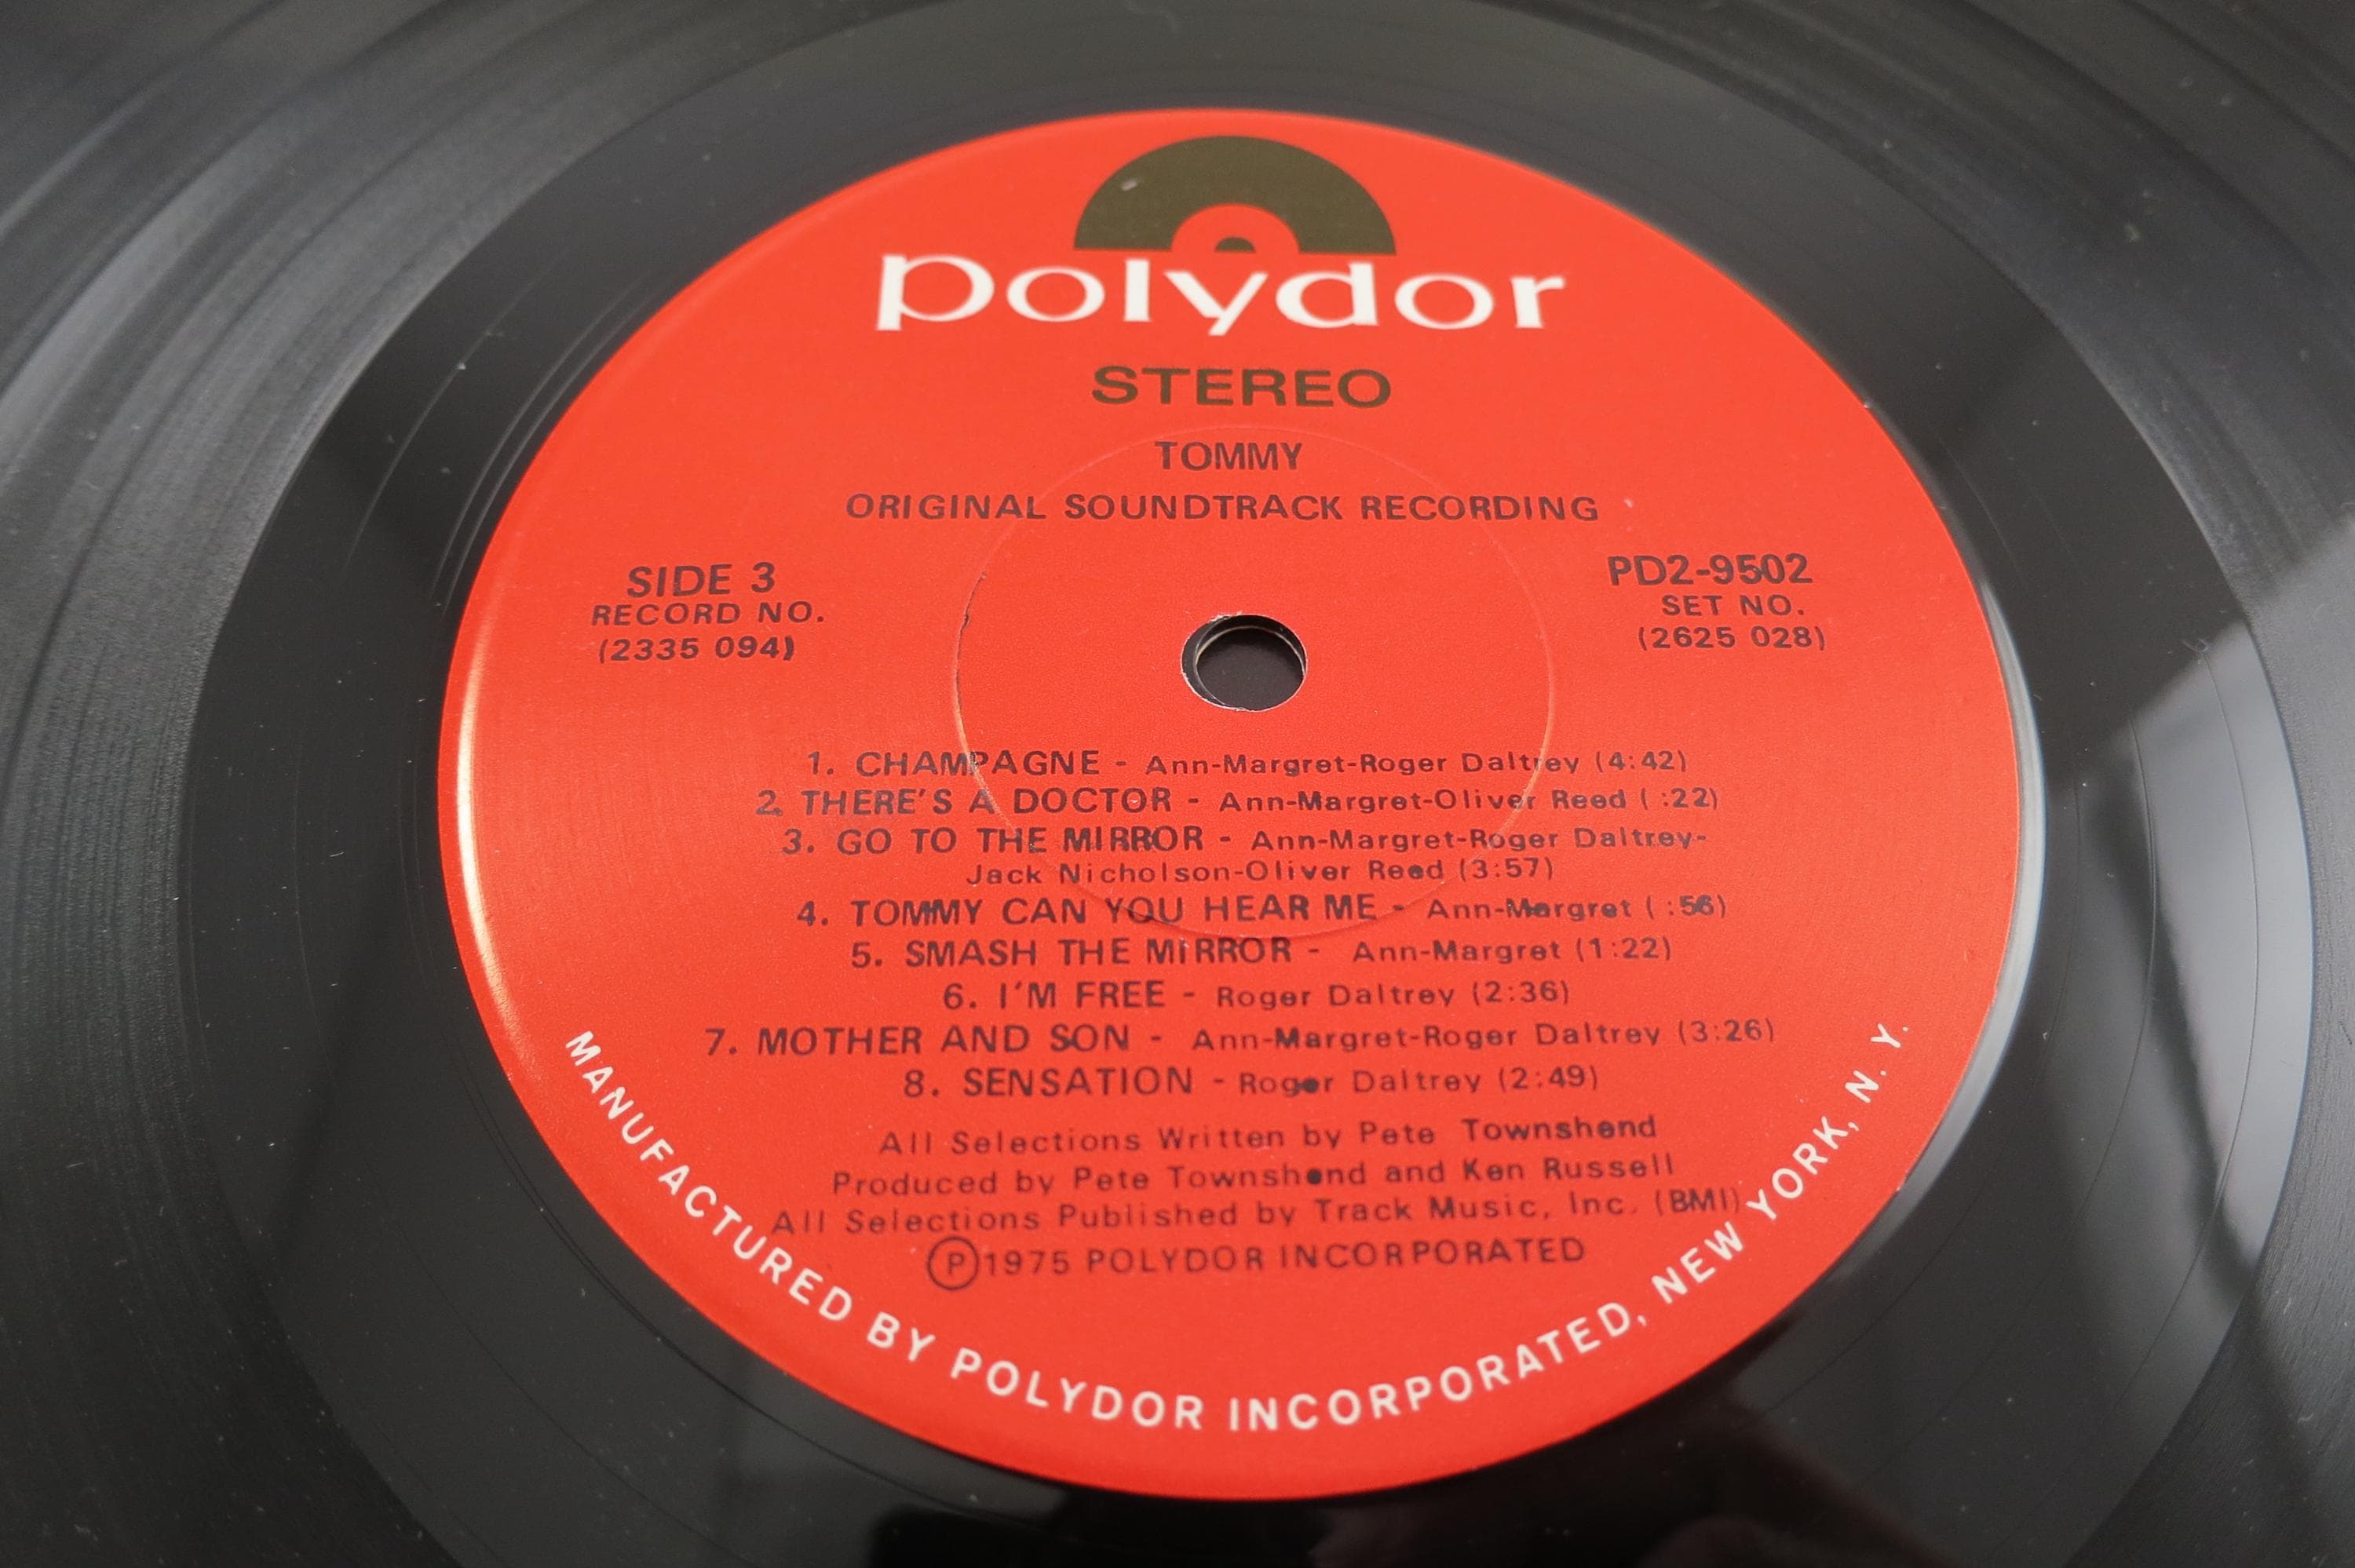 polydor
STEREO
TOMMY
ORIGINAL SOUNDTRACK RECORDING
SIDE 3
RECORD NO.
(2335 094)
PD2-9502
SET NO.
(2625 028)
1. CHAMPAGNE - Ann-Margret-Roger Daltrey (4:42)
2. THERE'S A DOCTOR - Ann-Margret-Oliver Reed ( :22)
3. GO TO THE MIRROR - Ann-Margret-Roger Daltrey-
Jack Nicholson-Oliver Reed (3:57)
4. TOMMY CAN YOU HEAR ME - Ann-Margret ( :56)
5. SMASH THE MIRROR - Ann-Margret (1:22)
6. I'M FREE - Roger Daltrey (2:36)
7. MOTHER AND SON - Ann-Margret-Roger Daltrey (3:26)
8. SENSATION - Roger Daltrey (2:49)
All Selections Written by Pete Townshend
Produced by Pete Townshend and Ken Russell
All Selections Published by Track Music, Inc. (BMI)
Ⓟ1975 POLYDOR INCORPORATED
MANUFACTURED BY POLYDOR INCORPORATED, NEW YORK, N.Y.